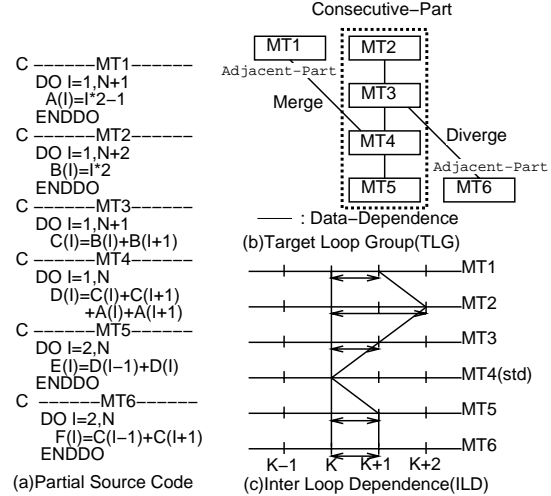 C ------MT1------
DO I=1,N+1
A(I)=I*2-1
ENDDO
C ------MT2------
DO I=1,N+2
B(I)=I*2
ENDDO
C ------MT3------
DO I=1,N+1
C(I)=B(I)+B(I+1)
C ------MT4------
DO I=1,N
D(I)=C(I)+C(I+1)
+A(I)+A(I+1)
C ------MT5------
DO I=2,N
E(I)=D(I-1)+D(I)
ENDDO
C ------MT6------
DO I=2,N
F(I)=C(I-1)+C(I+1)
ENDDO
(a)Partial Source Code
Consecutive-Part
MT1
MT2
Adjacent-Part
MT3
Merge
Diverge
MT4
Adjacent-Part
MT5
MT6
—— : Data-Dependence
(b)Target Loop Group(TLG)
MT1
MT2
MT3
MT4(std)
MT5
MT6
K-1 K K+1 K+2
(c)Inter Loop Dependence(ILD)